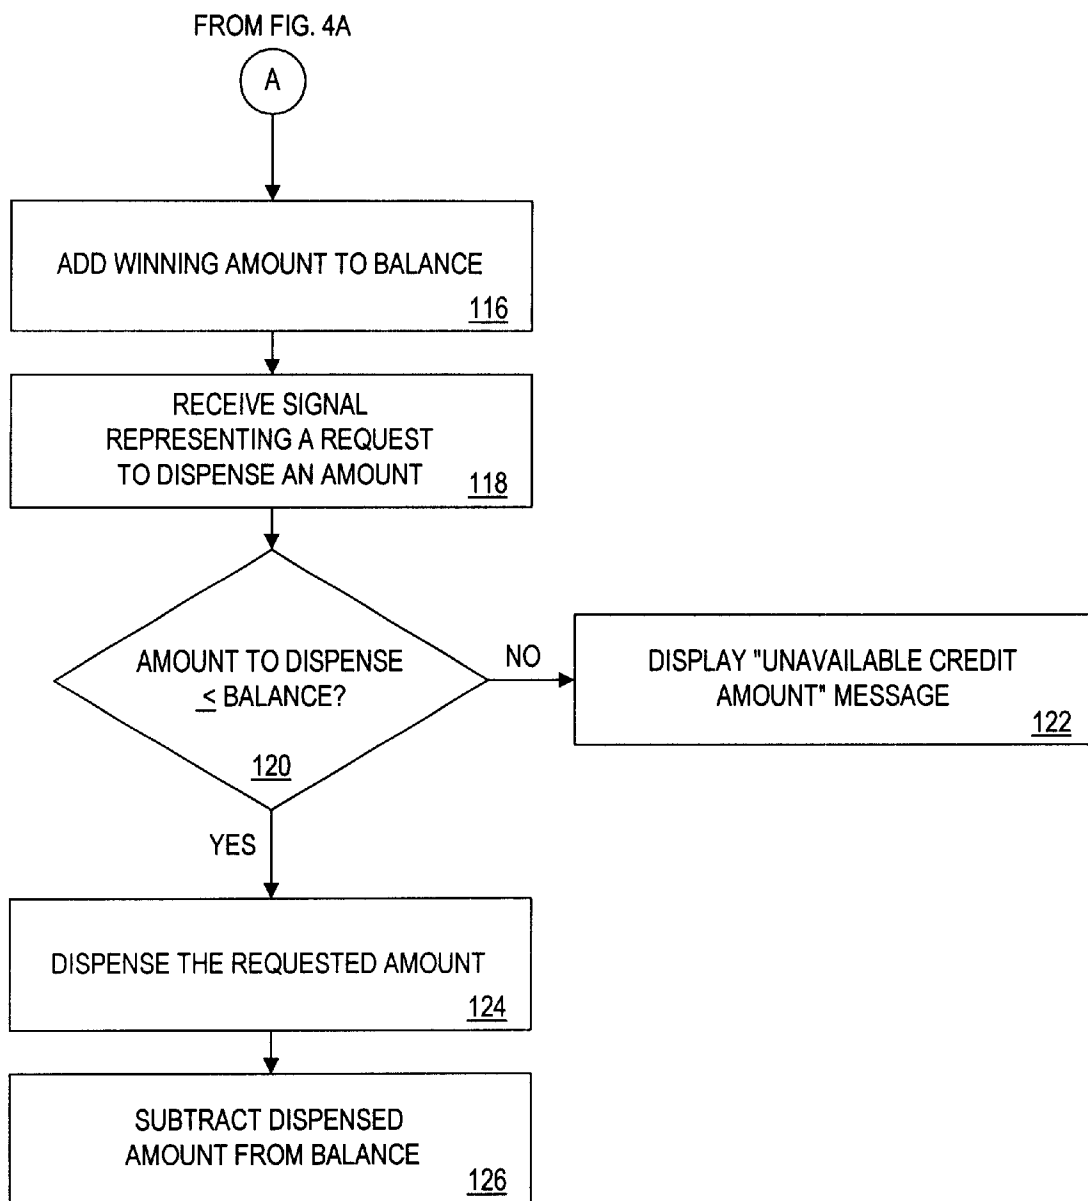 FROM FIG. 4A
A
ADD WINNING AMOUNT TO BALANCE
116
RECEIVE SIGNAL
REPRESENTING A REQUEST
TO DISPENSE AN AMOUNT
118
AMOUNT TO DISPENSE
≤ BALANCE?
120
NO
DISPLAY "UNAVAILABLE CREDIT
AMOUNT" MESSAGE
122
YES
DISPENSE THE REQUESTED AMOUNT
124
SUBTRACT DISPENSED
AMOUNT FROM BALANCE
126